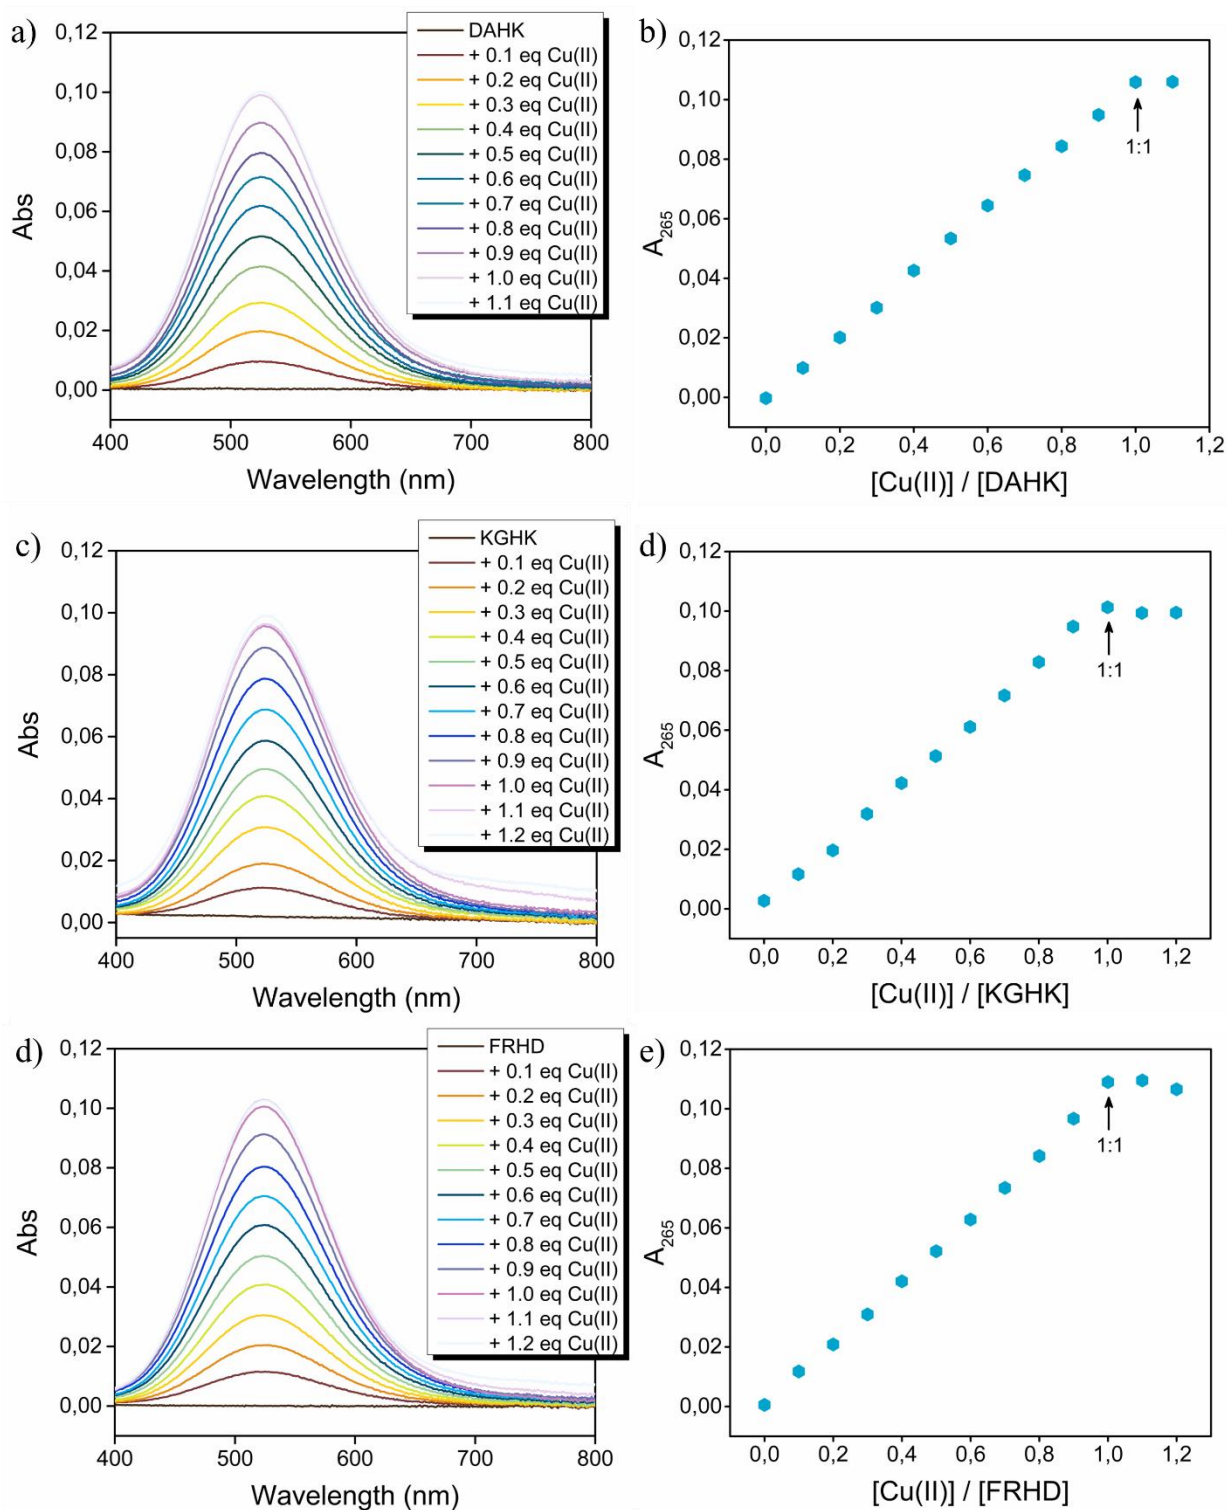 a)
0,12
0,10
0,08
0,06
0,04
0,02
0,00
Abs
400 500 600 700 800
Wavelength (nm)
DAHK
+ 0.1 eq Cu(II)
+ 0.2 eq Cu(II)
+ 0.3 eq Cu(II)
+ 0.4 eq Cu(II)
+ 0.5 eq Cu(II)
+ 0.6 eq Cu(II)
+ 0.7 eq Cu(II)
+ 0.8 eq Cu(II)
+ 0.9 eq Cu(II)
+ 1.0 eq Cu(II)
+ 1.1 eq Cu(II)
b)
0,12
0,10
0,08
0,06
0,04
0,02
0,00
A265
1:1
0,0 0,2 0,4 0,6 0,8 1,0 1,2
[Cu(II)] / [DAHK]
c)
0,12
0,10
0,08
0,06
0,04
0,02
0,00
Abs
400 500 600 700 800
Wavelength (nm)
KGHK
+ 0.1 eq Cu(II)
+ 0.2 eq Cu(II)
+ 0.3 eq Cu(II)
+ 0.4 eq Cu(II)
+ 0.5 eq Cu(II)
+ 0.6 eq Cu(II)
+ 0.7 eq Cu(II)
+ 0.8 eq Cu(II)
+ 0.9 eq Cu(II)
+ 1.0 eq Cu(II)
+ 1.1 eq Cu(II)
+ 1.2 eq Cu(II)
d)
0,12
0,10
0,08
0,06
0,04
0,02
0,00
A265
1:1
0,0 0,2 0,4 0,6 0,8 1,0 1,2
[Cu(II)] / [KGHK]
d)
0,12
0,10
0,08
0,06
0,04
0,02
0,00
Abs
400 500 600 700 800
Wavelength (nm)
FRHD
+ 0.1 eq Cu(II)
+ 0.2 eq Cu(II)
+ 0.3 eq Cu(II)
+ 0.4 eq Cu(II)
+ 0.5 eq Cu(II)
+ 0.6 eq Cu(II)
+ 0.7 eq Cu(II)
+ 0.8 eq Cu(II)
+ 0.9 eq Cu(II)
+ 1.0 eq Cu(II)
+ 1.1 eq Cu(II)
+ 1.2 eq Cu(II)
e)
0,12
0,10
0,08
0,06
0,04
0,02
0,00
A265
1:1
0,0 0,2 0,4 0,6 0,8 1,0 1,2
[Cu(II)] / [FRHD]